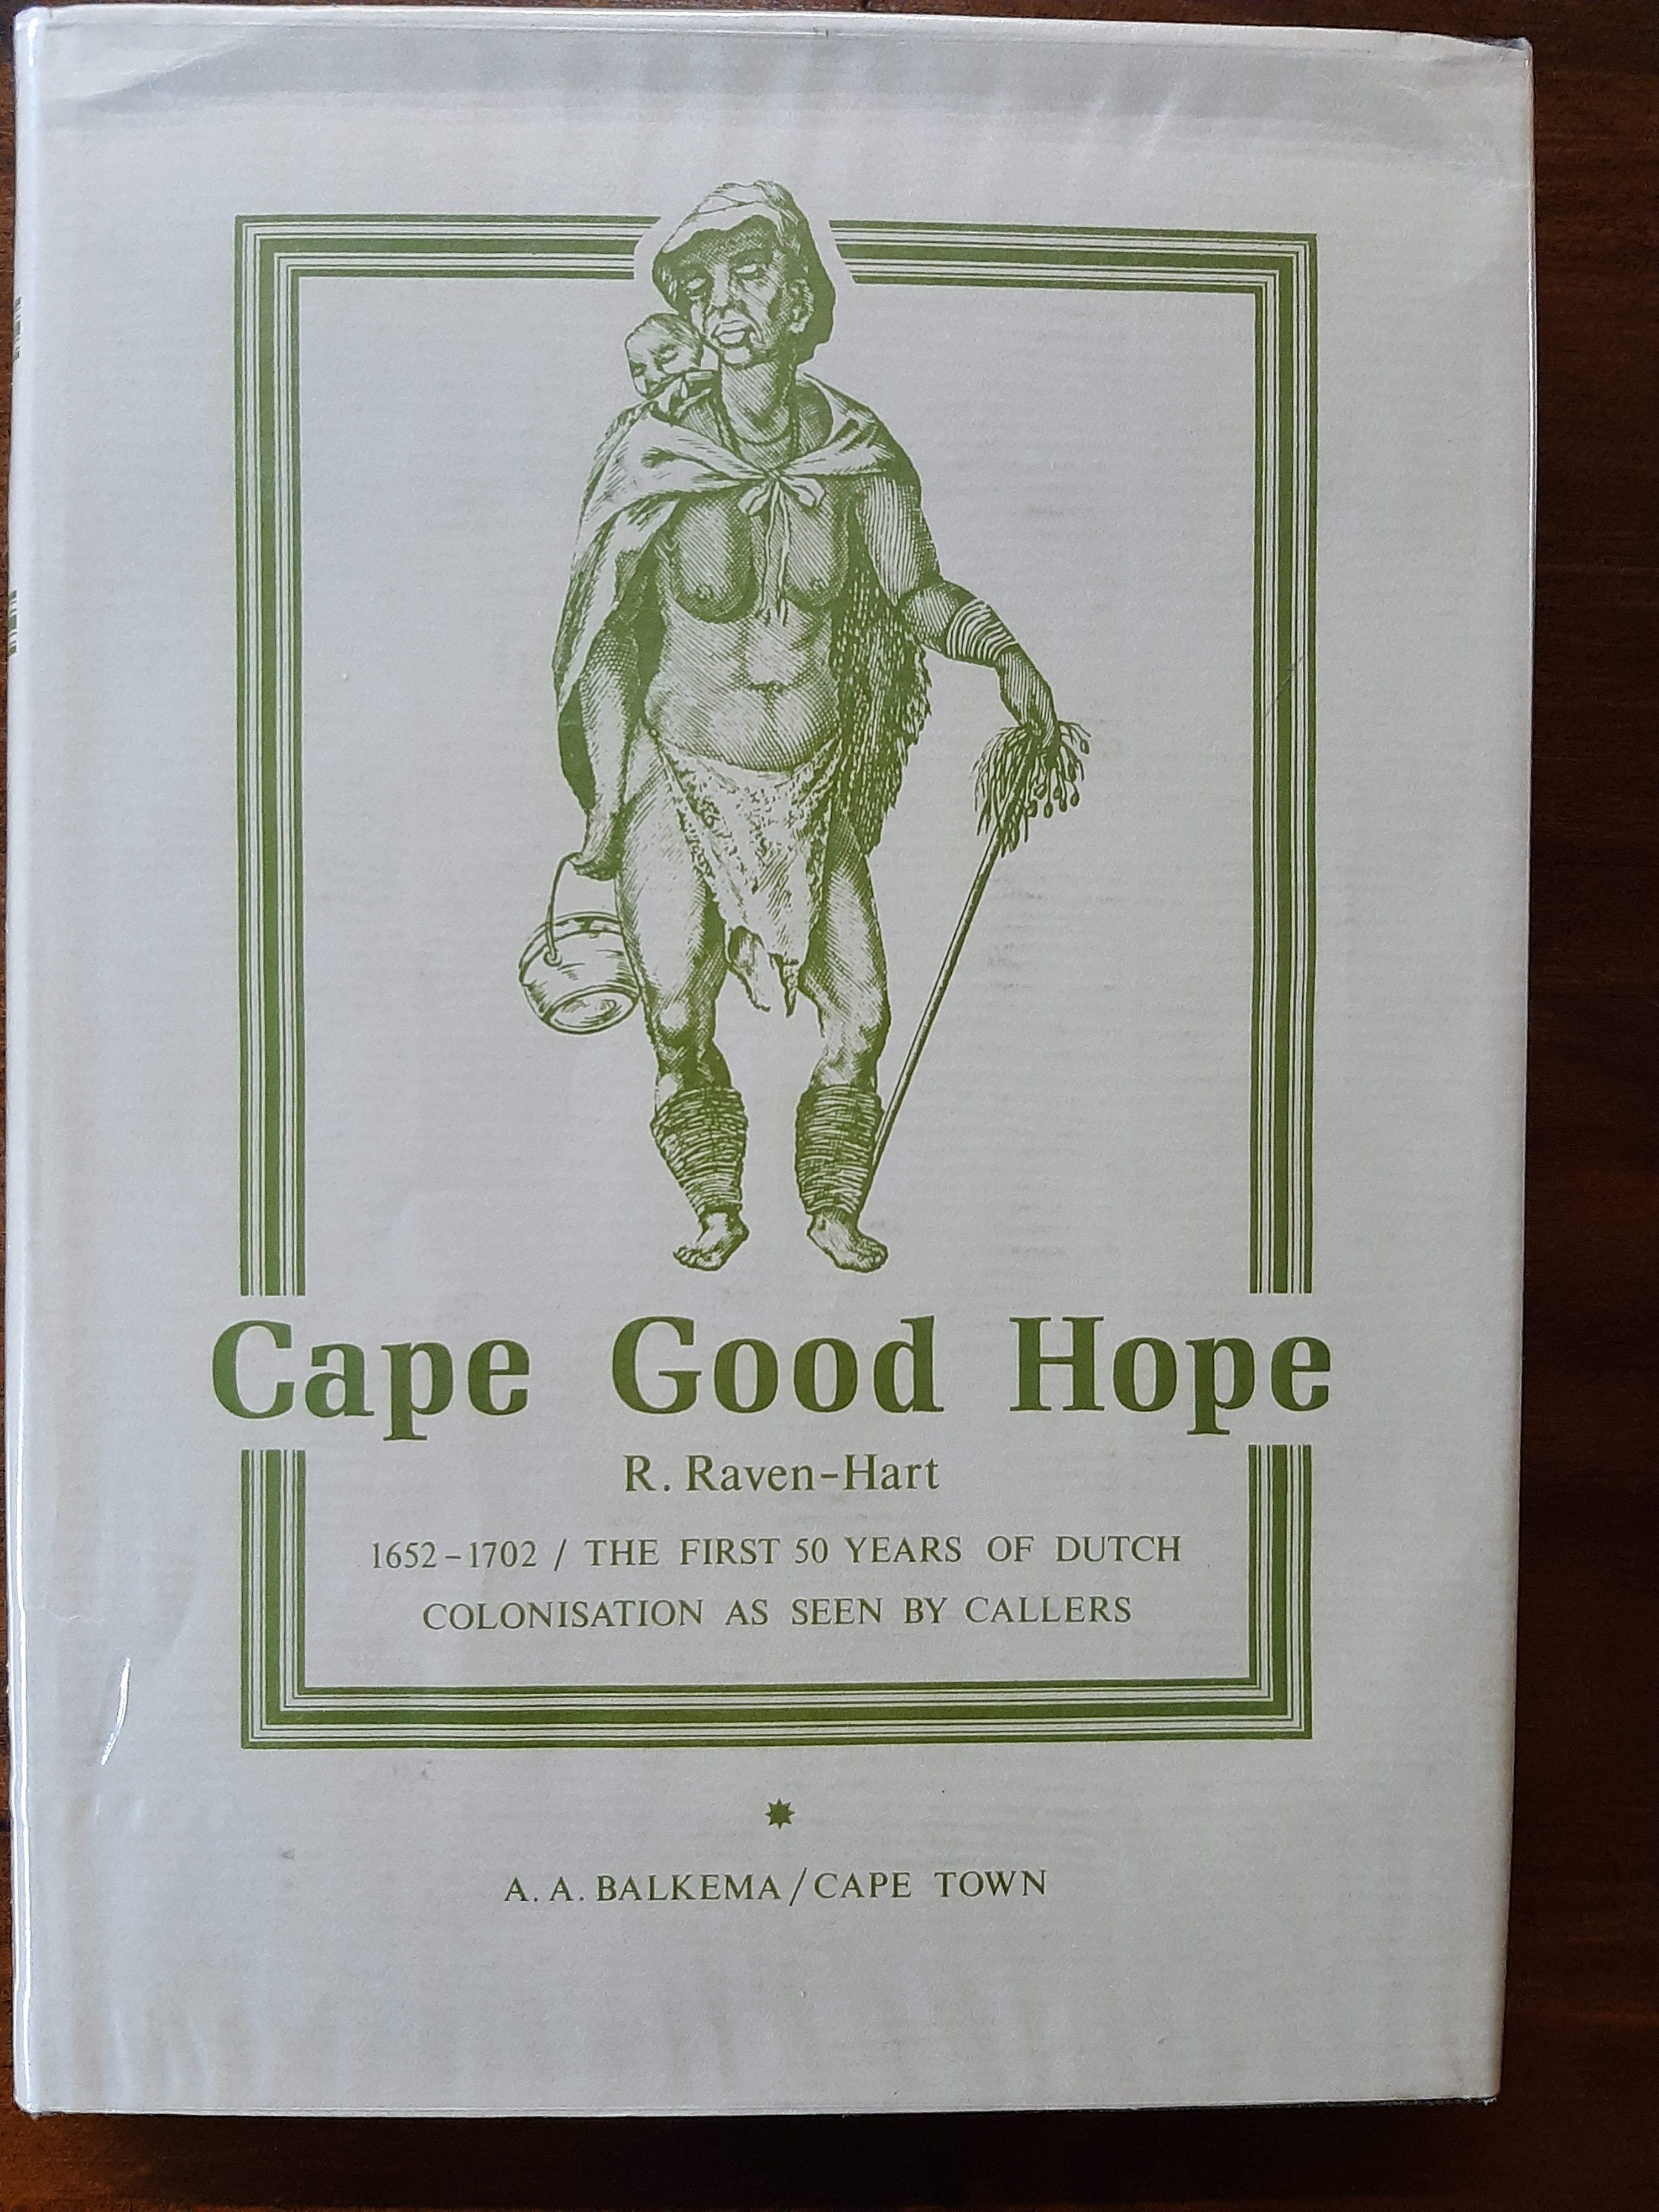 Cape Good Hope
R. Raven-Hart
1652-1702 / THE FIRST 50 YEARS OF DUTCH
COLONISATION AS SEEN BY CALLERS
A. A. BALKEMA/CAPE TOWN